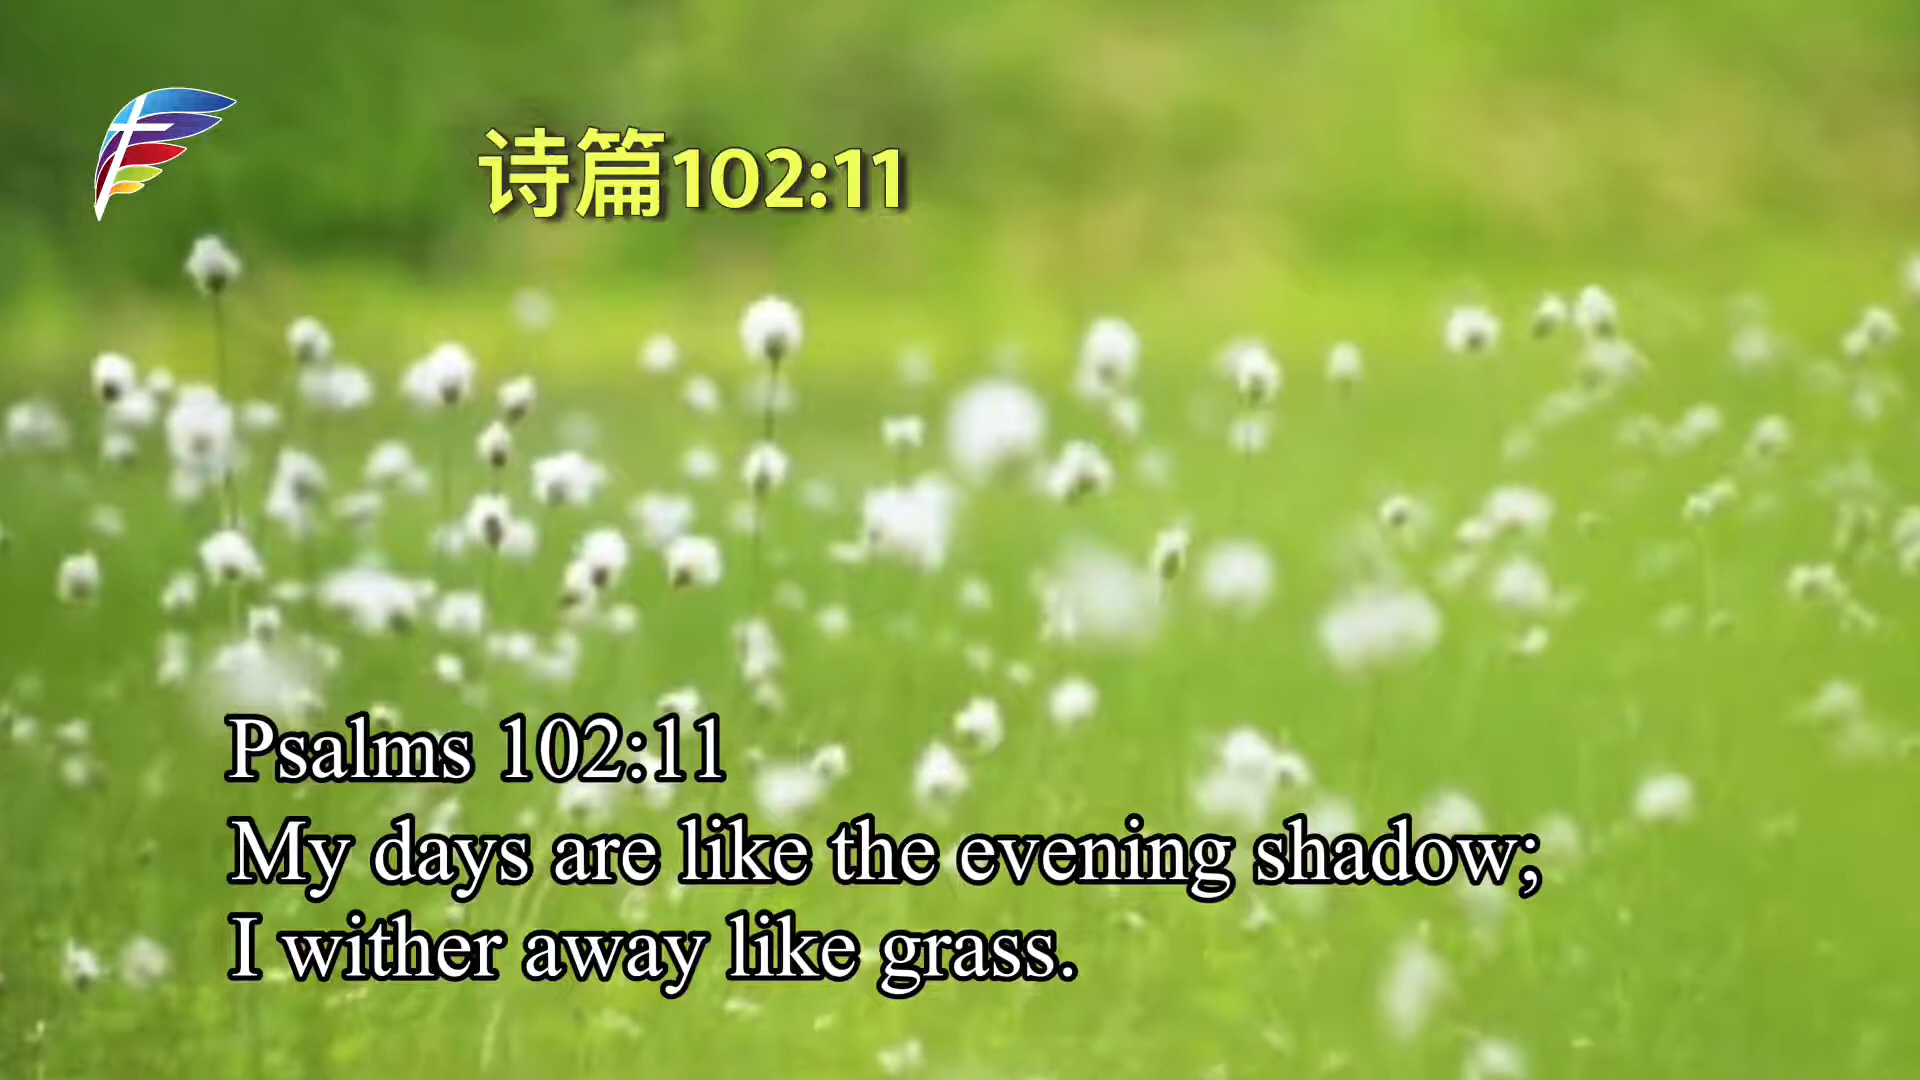 诗篇102:11
Psalms 102:11
My days are like the evening shadow;
I wither away like grass.